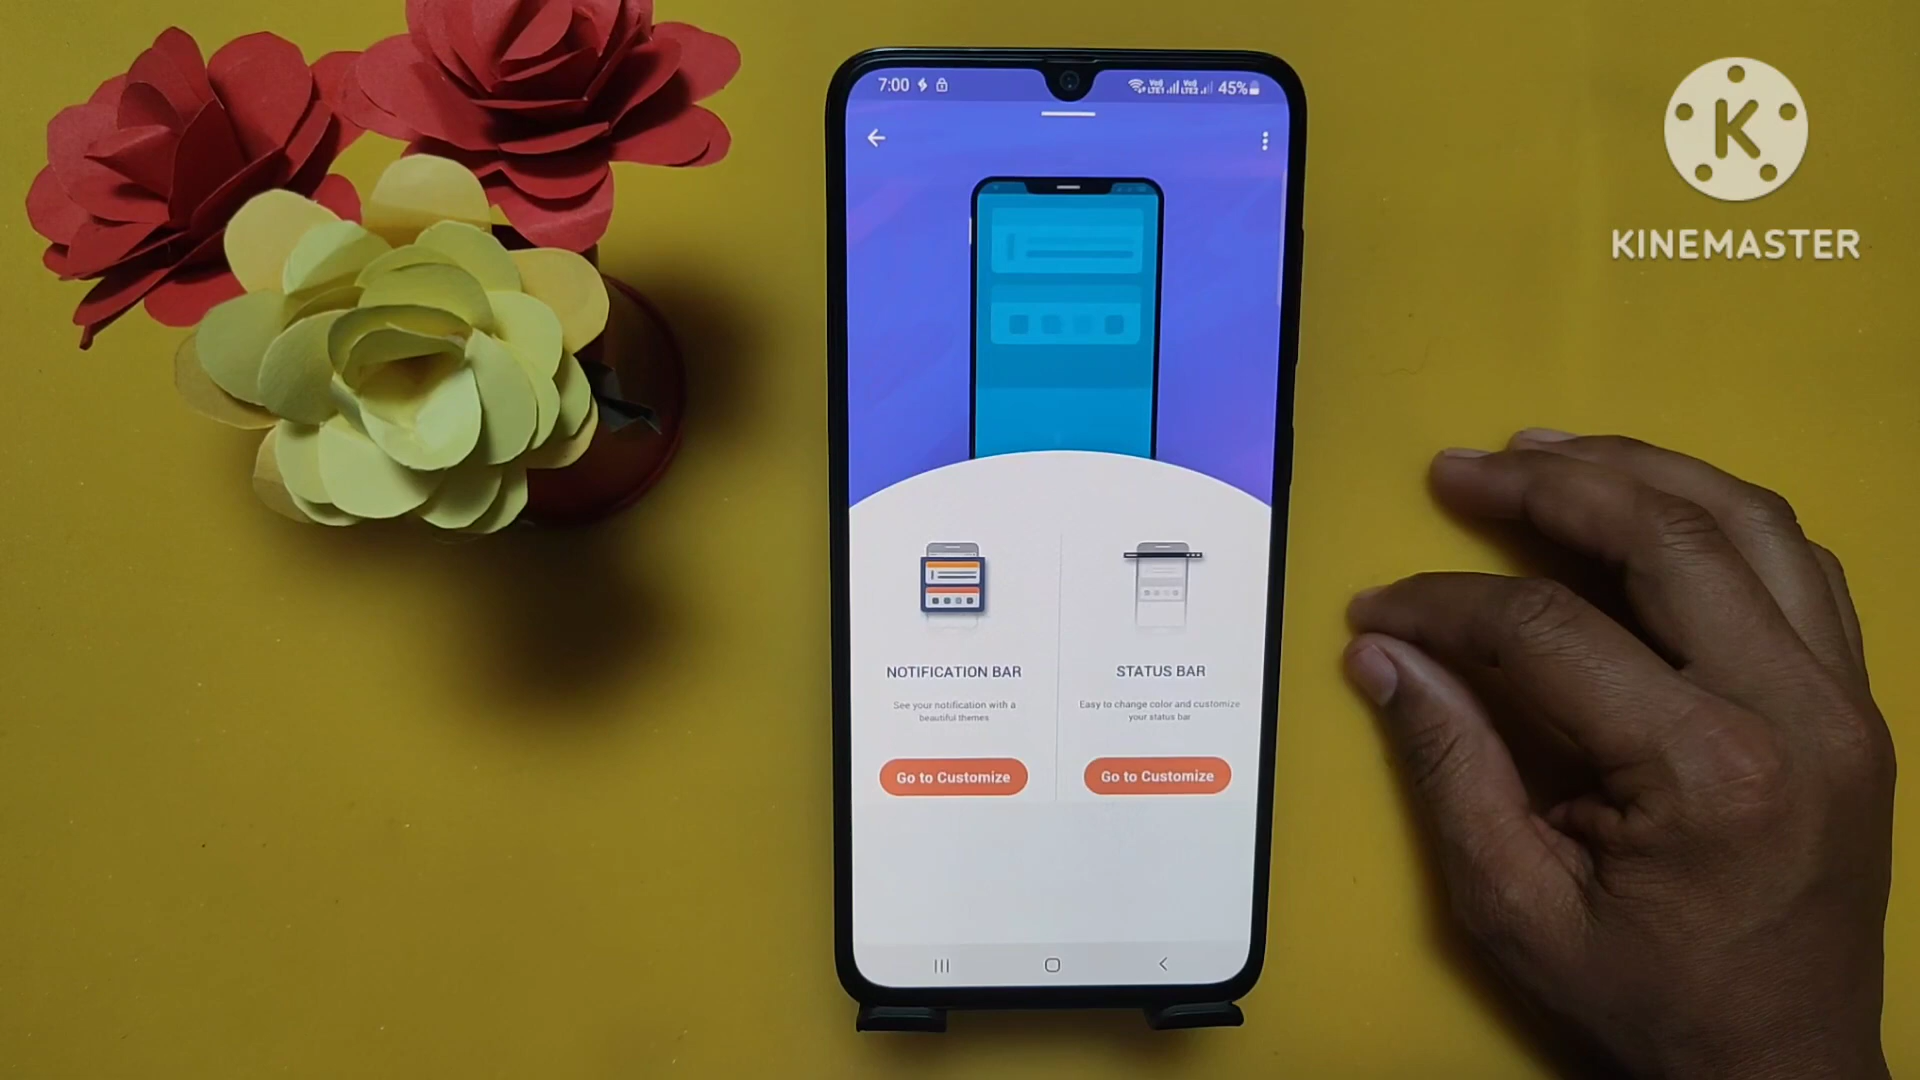 7:00
45%
K
KINEMASTER
NOTIFICATION BAR
See your notification with a
beautiful themes
Go to Customize
STATUS BAR
Easy to change color and customize
your status bar
Go to Customize